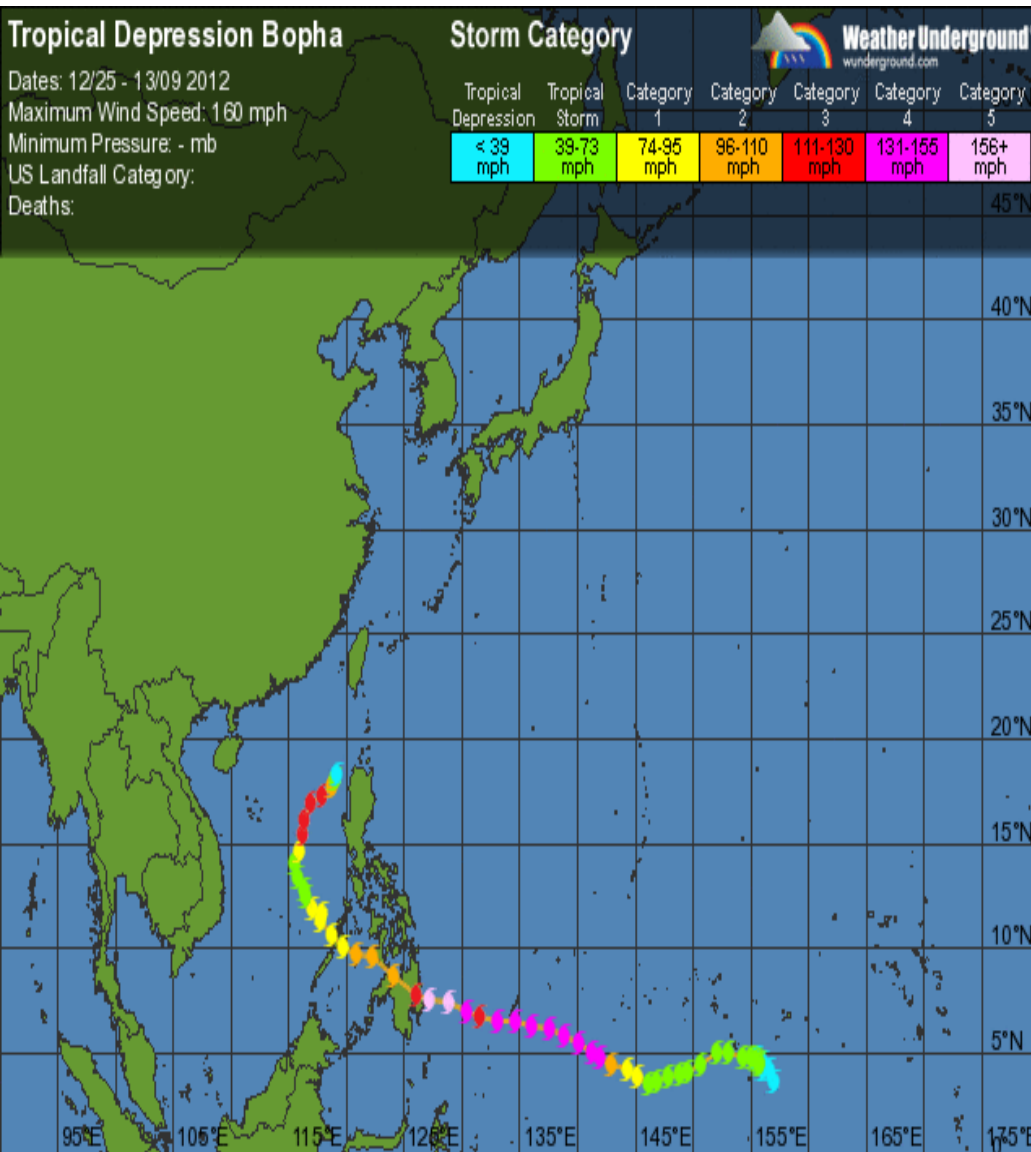 Tropical Depression Bopha
Dates: 12/25 - 13/09 2012
Maximum Wind Speed: 160 mph
Minimum Pressure: - mb
US Landfall Category:
Deaths:
Storm Category
Weather Underground
wunderground.com
Tropical Depression
Tropical Storm
Category 1
Category 2
Category 3
Category 4
Category 5
< 39 mph
39-73 mph
74-95 mph
96-110 mph
111-130 mph
131-155 mph
156+ mph
45°N
40°N
35°N
30°N
25°N
20°N
15°N
10°N
5°N
95°E
105°E
115°E
125°E
135°E
145°E
155°E
165°E
175°E